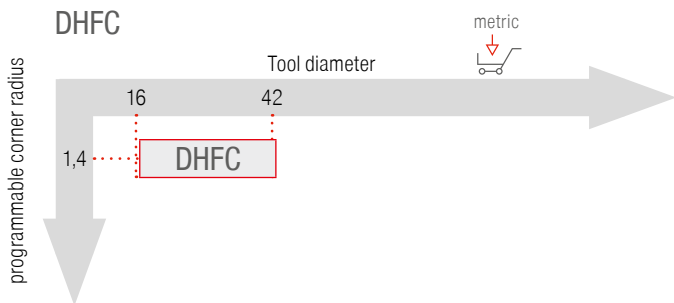 DHFC
metric
Tool diameter
programmable corner radius
16
42
1,4
DHFC